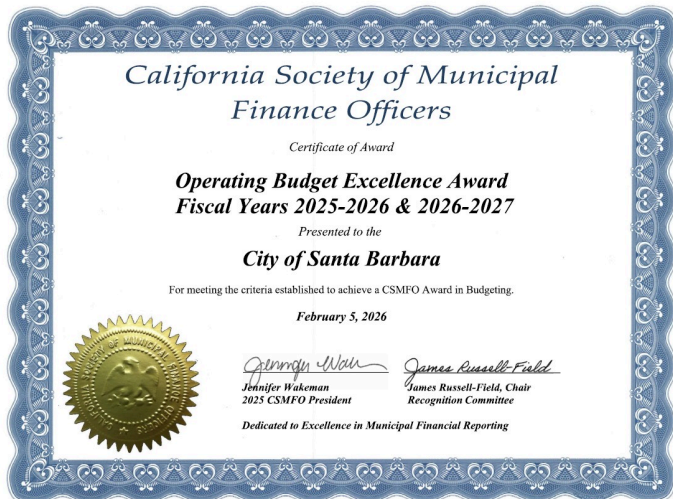 California Society of Municipal
Finance Officers
Certificate of Award
Operating Budget Excellence Award
Fiscal Years 2025-2026 & 2026-2027
Presented to the
City of Santa Barbara
For meeting the criteria established to achieve a CSMFO Award in Budgeting.
February 5, 2026
James Russell-Field
Jennifer Wakeman
2025 CSMFO President
James Russell-Field, Chair
Recognition Committee
Dedicated to Excellence in Municipal Financial Reporting